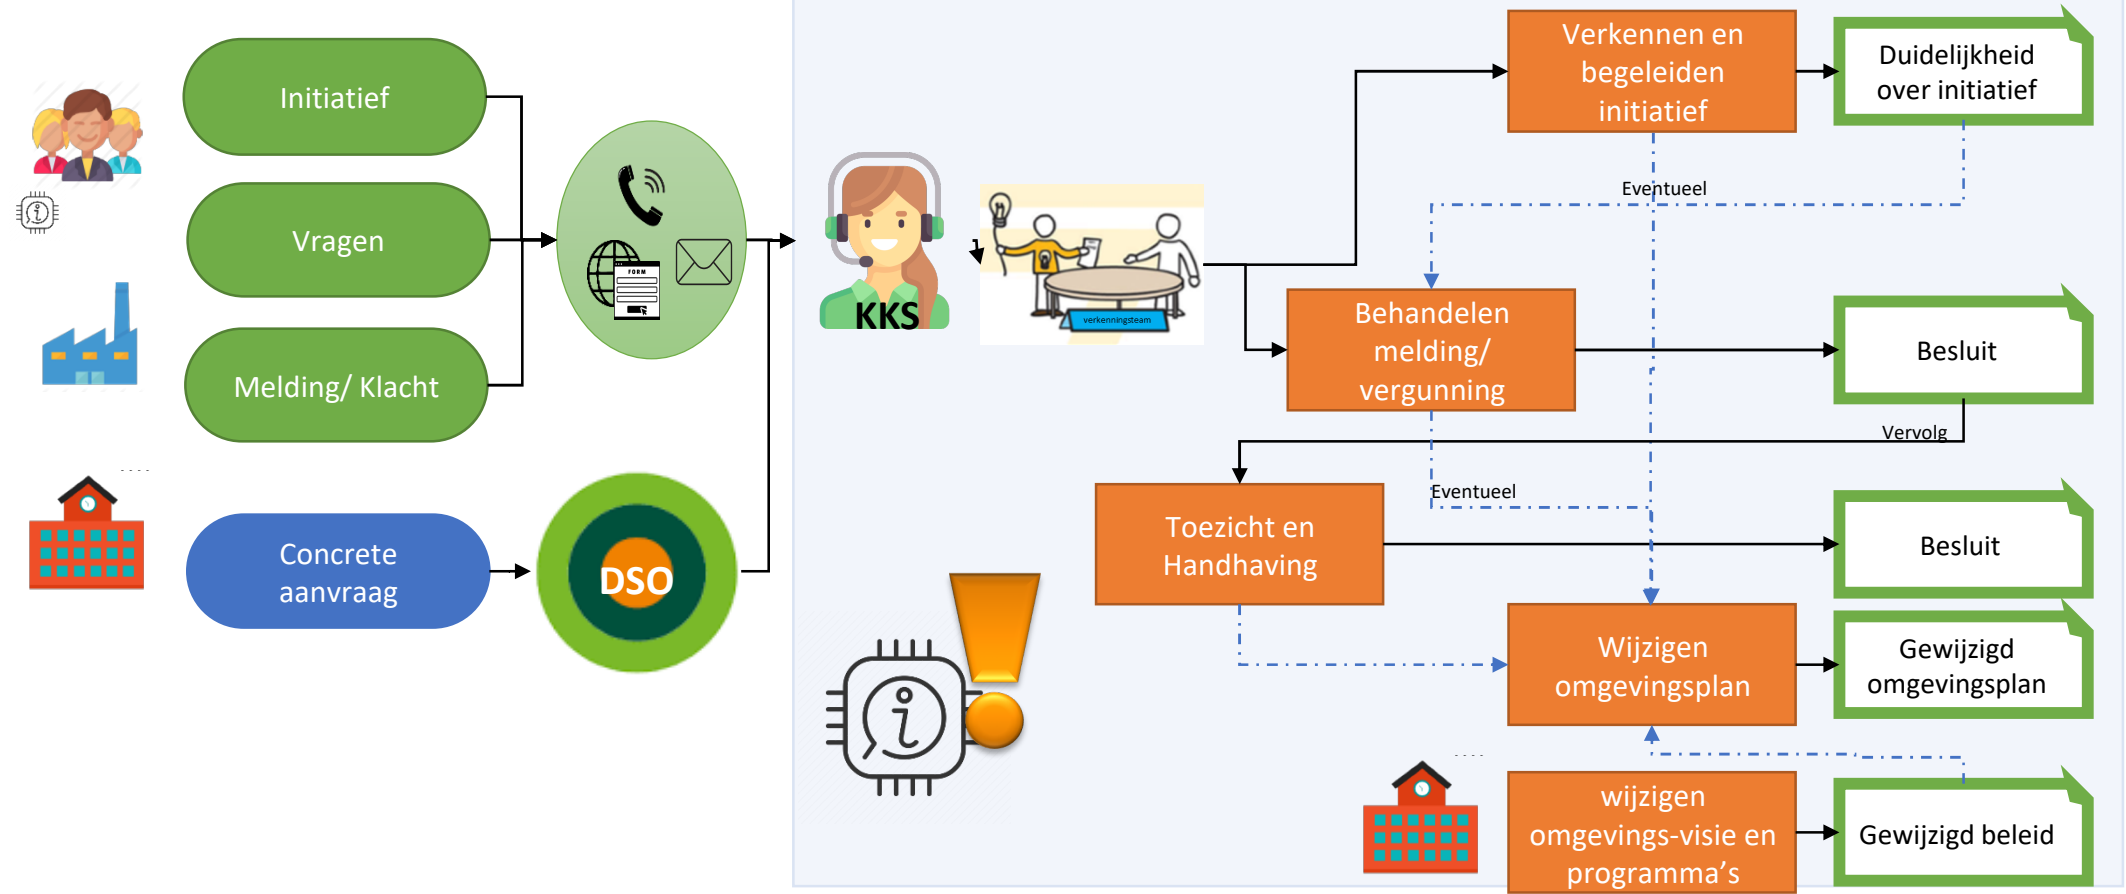 Initiatief
Vragen
Melding/ Klacht
Concrete
aanvraag
FORM
DSO
KKS
verkenningsteam
Verkennen en
begeleiden
initiatief
Duidelijkheid
over initiatief
Eventueel
Behandelen
melding/
vergunning
Besluit
Vervolg
Eventueel
Toezicht en
Handhaving
Besluit
Wijzigen
omgevingsplan
Gewijzigd
omgevingsplan
wijzigen
omgevings-visie en
programma's
Gewijzigd beleid